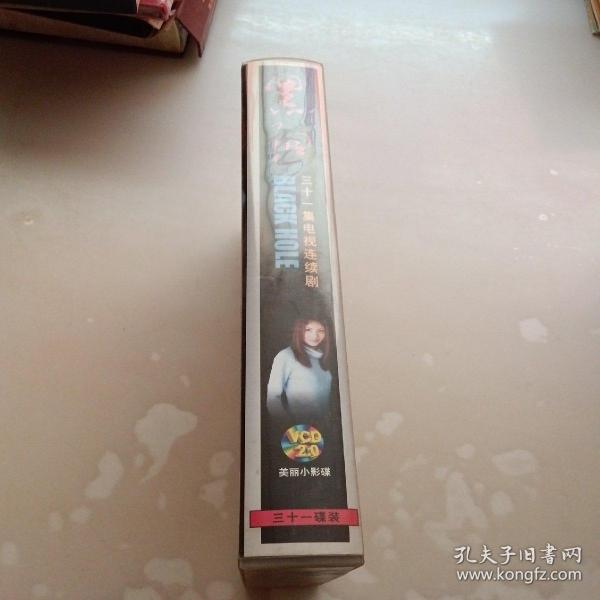 黑洞
BLACK HOLE
三十一集电视连续剧
VCD
2.0
美丽小影碟
三十一碟装
孔夫子旧书网
www.kongfz.com